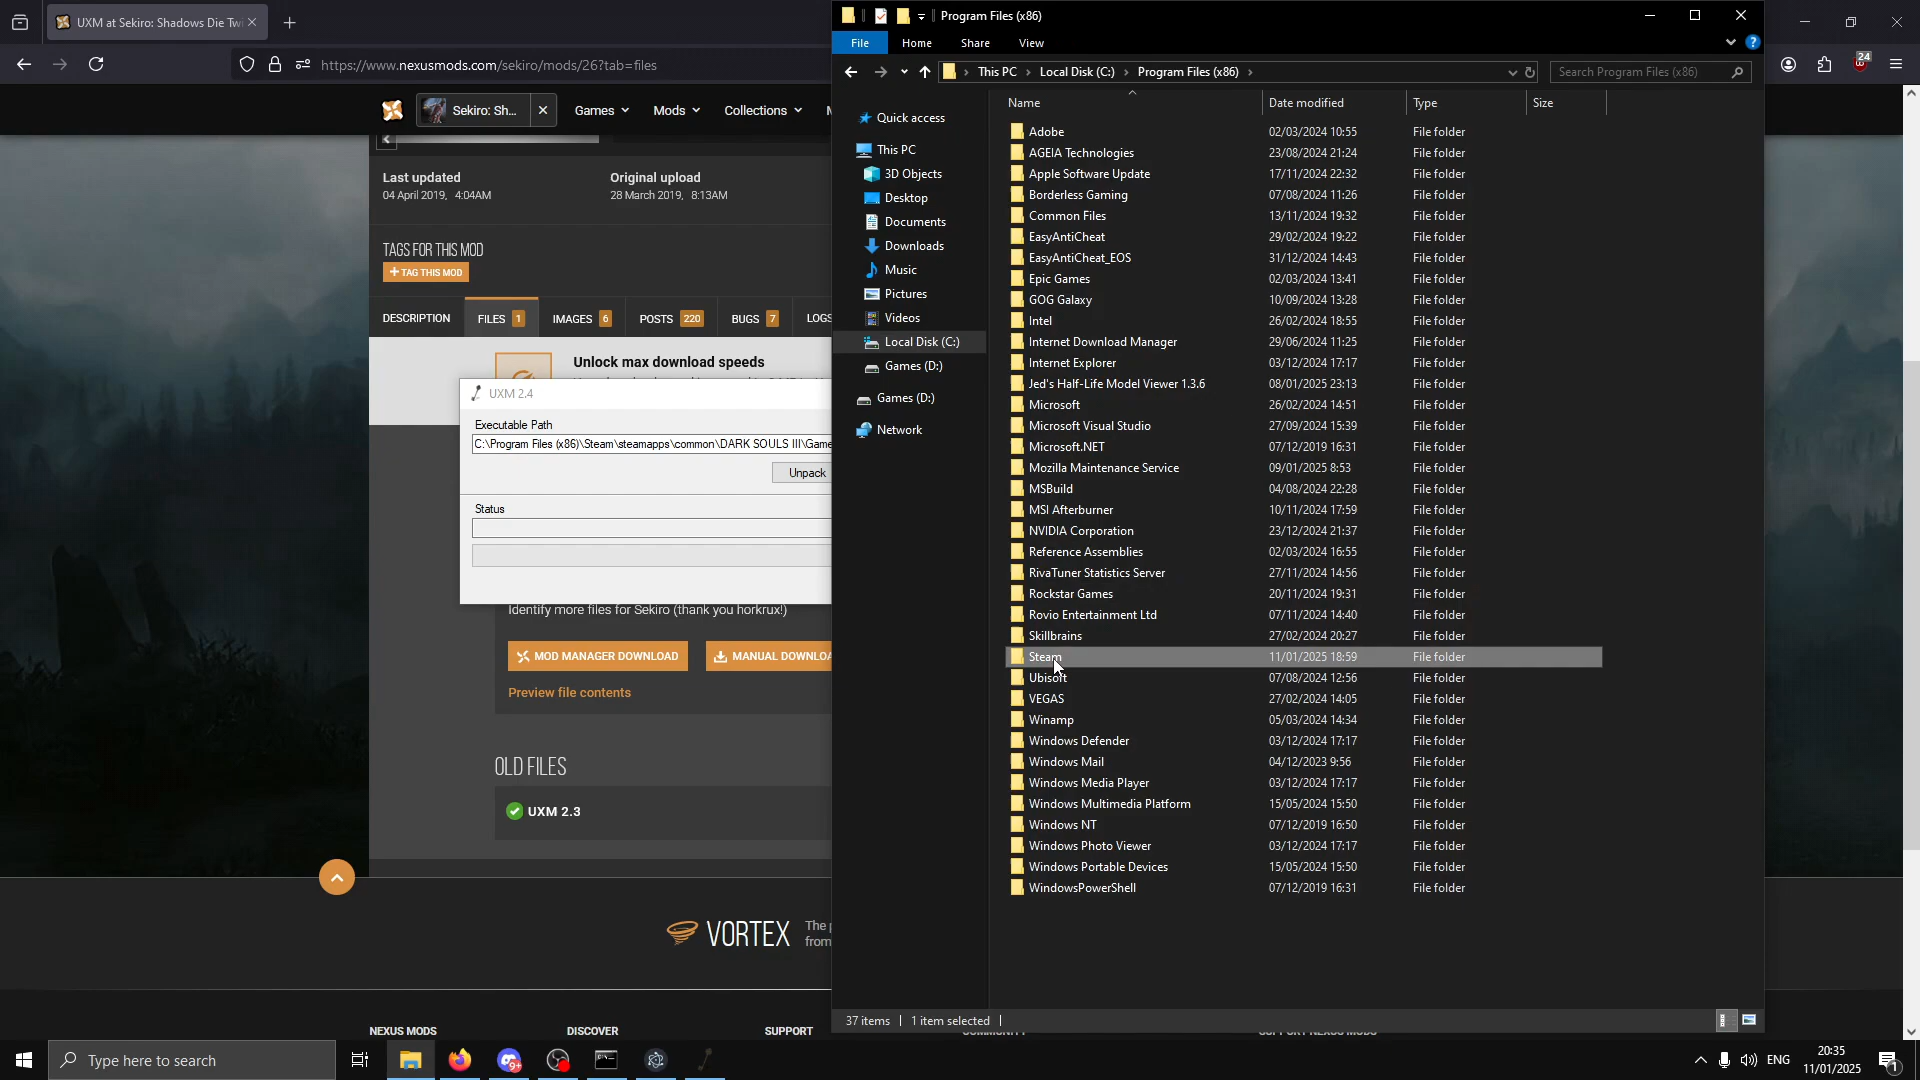 UXM at Sekiro: Shadows Die Twi
https://www.nexusmods.com/sekiro/mods/26?tab=files
24
Sekiro: Sh...
Games
Mods
Collections
Last updated
04 April 2019, 4:04AM
Original upload
28 March 2019, 8:13AM
TAGS FOR THIS MOD
+ TAG THIS MOD
DESCRIPTION
FILES 1
IMAGES 6
POSTS 220
BUGS 7
LOGS
Unlock max download speeds
UXM 2.4
Executable Path
C:\Program Files (x86)\Steam\steamapps\common\DARK SOULS III\Game
Unpack
Status
Identify more files for Sekiro (thank you horkrux!)
MOD MANAGER DOWNLOAD
MANUAL DOWNLOA
Preview file contents
OLD FILES
UXM 2.3
VORTEX
The
from
NEXUS MODS
DISCOVER
SUPPORT
Program Files (x86)
File
Home
Share
View
This PC
Local Disk (C:)
Program Files (x86)
Search Program Files (x86)
Quick access
This PC
3D Objects
Desktop
Documents
Downloads
Music
Pictures
Videos
Local Disk (C:)
Games (D:)
Games (D:)
Network
Name Date modified Type Size
Adobe 02/03/2024 10:55 File folder
AGEIA Technologies 23/08/2024 21:24 File folder
Apple Software Update 17/11/2024 22:32 File folder
Borderless Gaming 07/08/2024 11:26 File folder
Common Files 13/11/2024 19:32 File folder
EasyAntiCheat 29/02/2024 19:22 File folder
EasyAntiCheat_EOS 31/12/2024 14:43 File folder
Epic Games 02/03/2024 13:41 File folder
GOG Galaxy 10/09/2024 13:28 File folder
Intel 26/02/2024 18:55 File folder
Internet Download Manager 29/06/2024 11:25 File folder
Internet Explorer 03/12/2024 17:17 File folder
Jed's Half-Life Model Viewer 1.3.6 08/01/2025 23:13 File folder
Microsoft 26/02/2024 14:51 File folder
Microsoft Visual Studio 27/09/2024 15:39 File folder
Microsoft.NET 07/12/2019 16:31 File folder
Mozilla Maintenance Service 09/01/2025 8:53 File folder
MSBuild 04/08/2024 22:28 File folder
MSI Afterburner 10/11/2024 17:59 File folder
NVIDIA Corporation 23/12/2024 21:37 File folder
Reference Assemblies 02/03/2024 16:55 File folder
RivaTuner Statistics Server 27/11/2024 14:56 File folder
Rockstar Games 20/11/2024 19:31 File folder
Rovio Entertainment Ltd 07/11/2024 14:40 File folder
Skillbrains 27/02/2024 20:27 File folder
Steam 11/01/2025 18:59 File folder
Ubisoft 07/08/2024 12:56 File folder
VEGAS 27/02/2024 14:05 File folder
Winamp 05/03/2024 14:34 File folder
Windows Defender 03/12/2024 17:17 File folder
Windows Mail 04/12/2023 9:56 File folder
Windows Media Player 03/12/2024 17:17 File folder
Windows Multimedia Platform 15/05/2024 15:50 File folder
Windows NT 07/12/2019 16:50 File folder
Windows Photo Viewer 03/12/2024 17:17 File folder
Windows Portable Devices 15/05/2024 15:50 File folder
WindowsPowerShell 07/12/2019 16:31 File folder
37 items
1 item selected
Type here to search
9+
ENG
20:35
11/01/2025
1